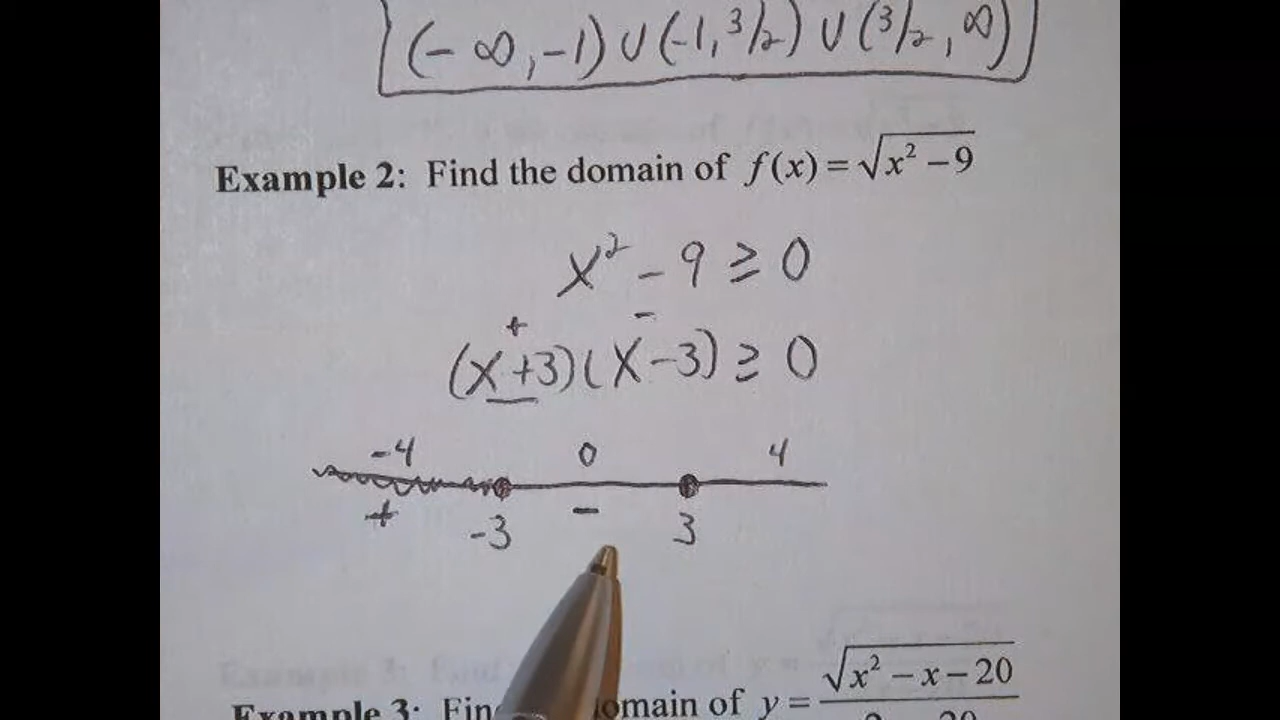 (-∞, -1) ∪ (-1, 3/2) ∪ (3/2, ∞)
Example 2: Find the domain of f(x) = √x² − 9
x² - 9 ≥ 0
+ -
(x+3)(x-3) ≥ 0
-4 0 4
+ -3 - 3
√x² − x − 20
Example 3: domain of y =